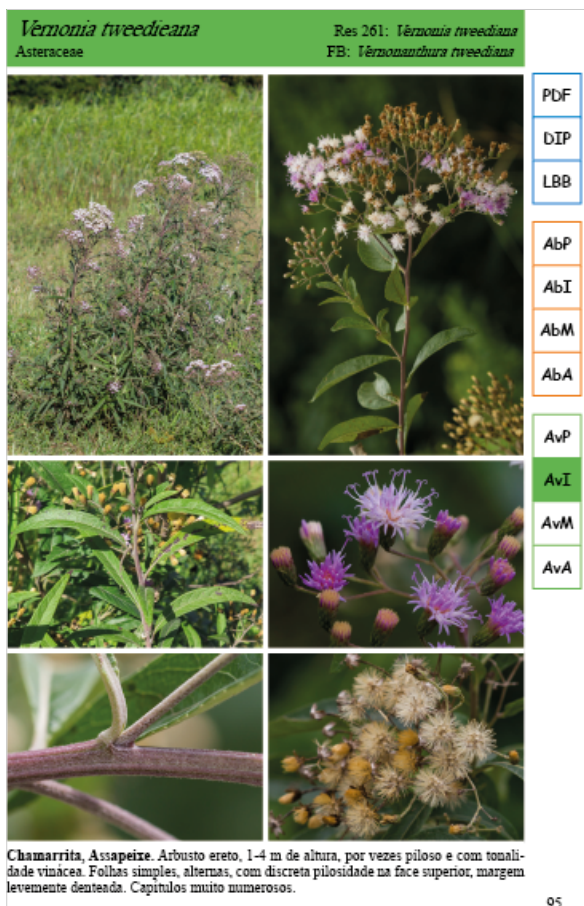 Vernonia tweedieana
Res 261: Vernonia tweediana
Asteraceae
FB: Vernonanthura tweediana
PDF
DIP
LBB
AbP
AbI
AbM
AbA
AvP
AvI
AvM
AvA
Chamarrita, Assapeixe. Arbusto ereto, 1-4 m de altura, por vezes piloso e com tonali-
dade vinácea. Folhas simples, alternas, com discreta pilosidade na face superior, margem
levemente denteada. Capítulos muito numerosos.
95